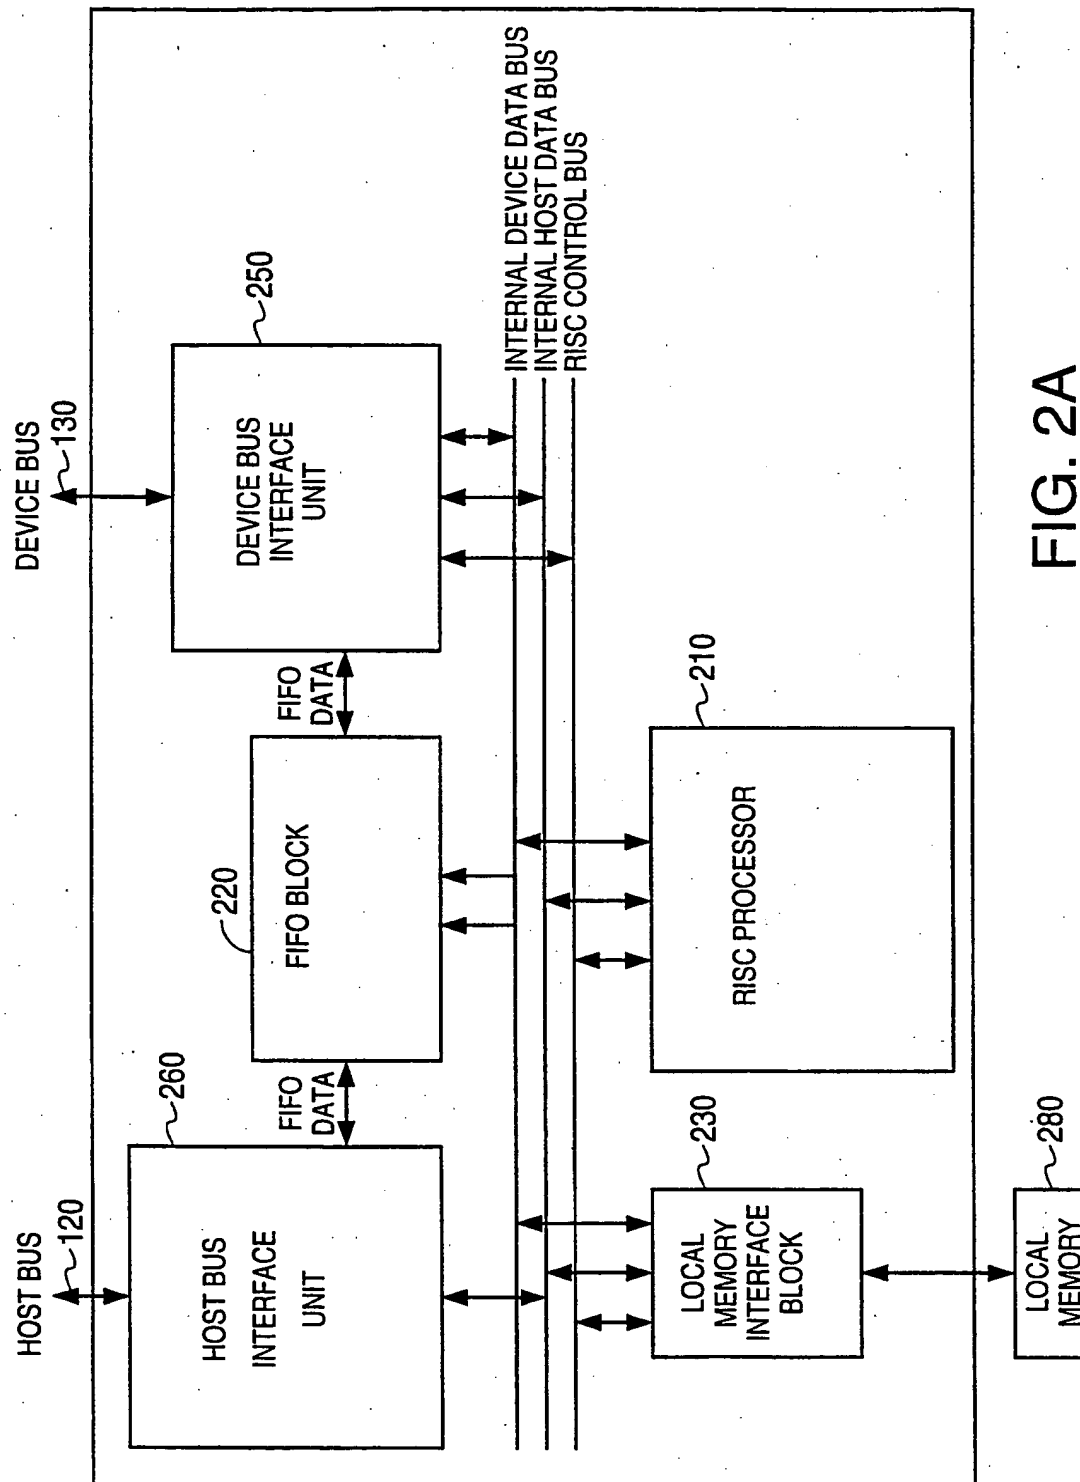 HOST BUS
120
DEVICE BUS
130
260
HOST BUS
INTERFACE
UNIT
FIFO
DATA
220
FIFO BLOCK
FIFO
DATA
250
DEVICE BUS
INTERFACE
UNIT
INTERNAL DEVICE DATA BUS
INTERNAL HOST DATA BUS
RISC CONTROL BUS
230
LOCAL
MEMORY
INTERFACE
BLOCK
210
RISC PROCESSOR
280
LOCAL
MEMORY
FIG. 2A